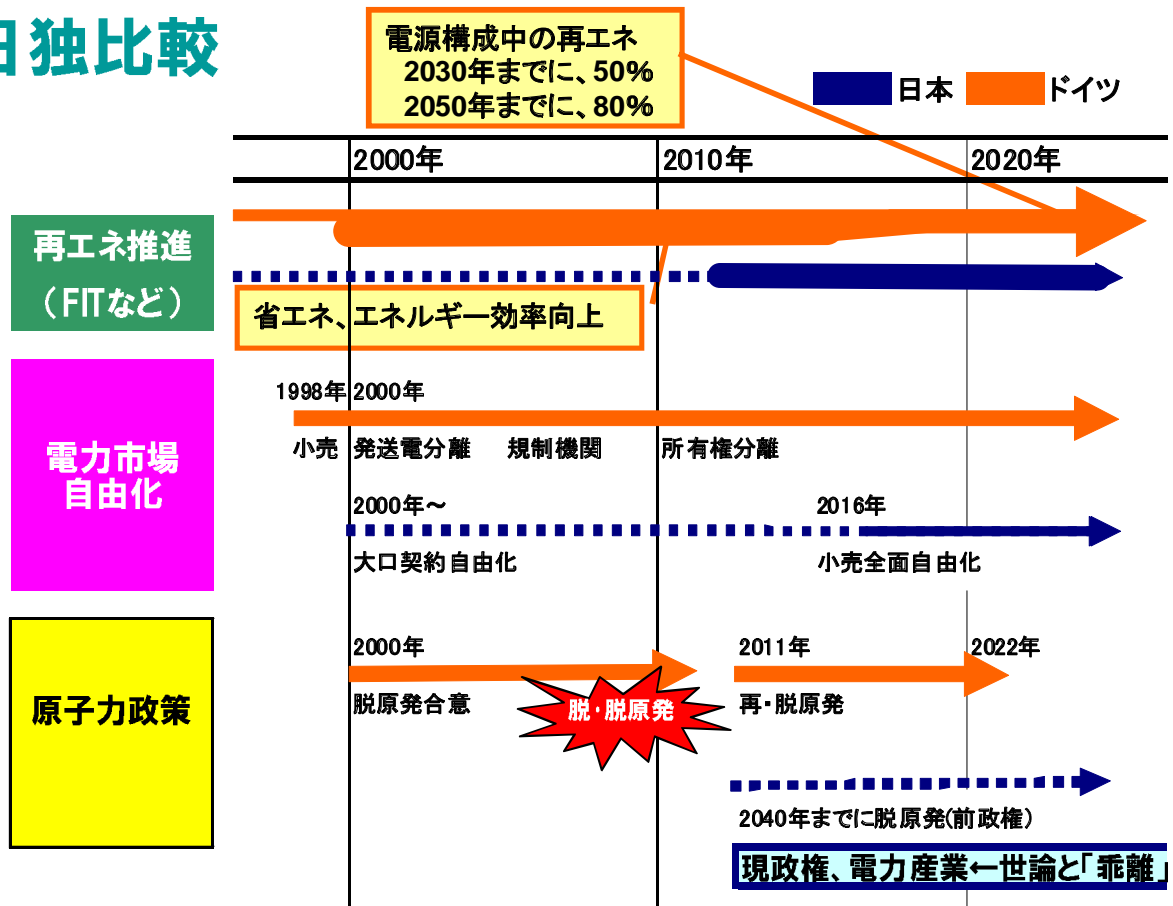 日独比較
電源構成中の再エネ
2030年までに、50%
2050年までに、80%
日本
ドイツ
2000年
2010年
2020年
再エネ推進
（FITなど）
省エネ、エネルギー効率向上
電力市場
自由化
1998年
2000年
小売
発送電分離
規制機関
所有権分離
2000年～
2016年
大口契約自由化
小売全面自由化
原子力政策
2000年
2011年
2022年
脱原発合意
脱・脱原発
再・脱原発
2040年までに脱原発(前政権)
現政権、電力産業←世論と「乖離」